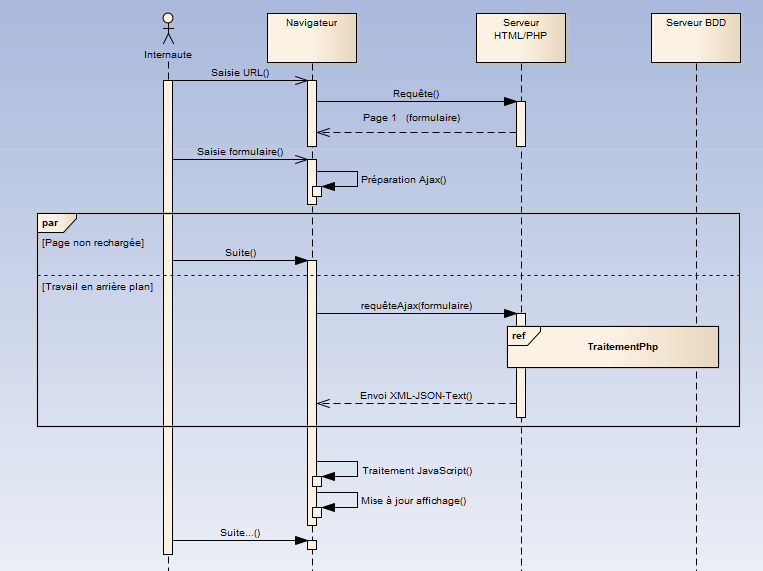 Internaute
Navigateur
Serveur
HTML/PHP
Serveur BDD
Saisie URL()
Requête()
Page 1 (formulaire)
Saisie formulaire()
Préparation Ajax()
par
[Page non rechargée]
Suite()
[Travail en arrière plan]
requêteAjax(formulaire)
ref
TraitementPhp
Envoi XML-JSON-Text()
Traitement JavaScript()
Mise à jour affichage()
Suite...()